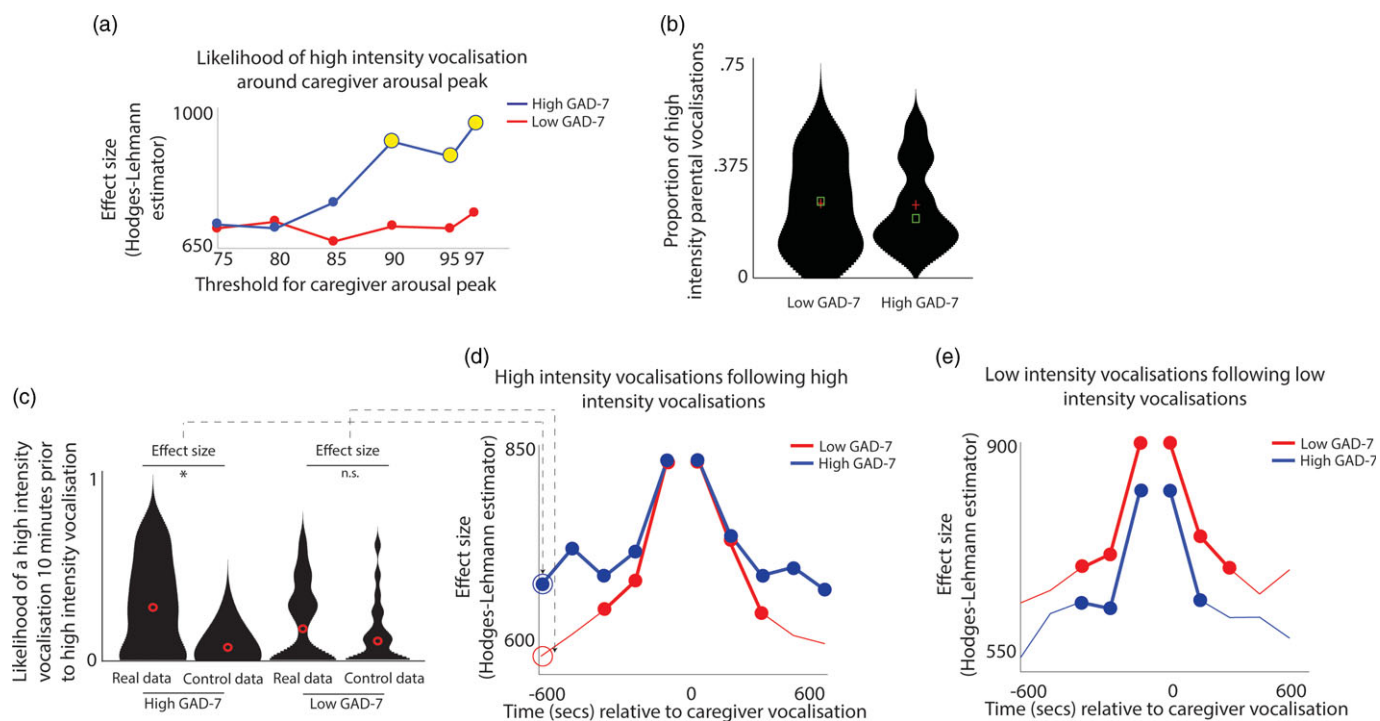 (a)
Likelihood of high intensity vocalisation
around caregiver arousal peak
High GAD-7
Low GAD-7
Effect size
(Hodges-Lehmann
estimator)
1000
650
75 80 85 90 95 97
Threshold for caregiver arousal peak
(b)
Proportion of high
intensity parental vocalisations
.75
.375
0
Low GAD-7 High GAD-7
(c)
Likelihood of a high intensity
vocalisation 10 minutes prior
to high intensity vocalisation
1
0
Effect size
*
Effect size
n.s.
Real data Control data Real data Control data
High GAD-7 Low GAD-7
(d)
High intensity vocalisations following high
intensity vocalisations
Low GAD-7
High GAD-7
Effect size
(Hodges-Lehmann estimator)
850
600
-600 0 600
Time (secs) relative to caregiver vocalisation
(e)
Low intensity vocalisations following low
intensity vocalisations
Low GAD-7
High GAD-7
Effect size
(Hodges-Lehmann estimator)
900
550
-600 0 600
Time (secs) relative to caregiver vocalisation